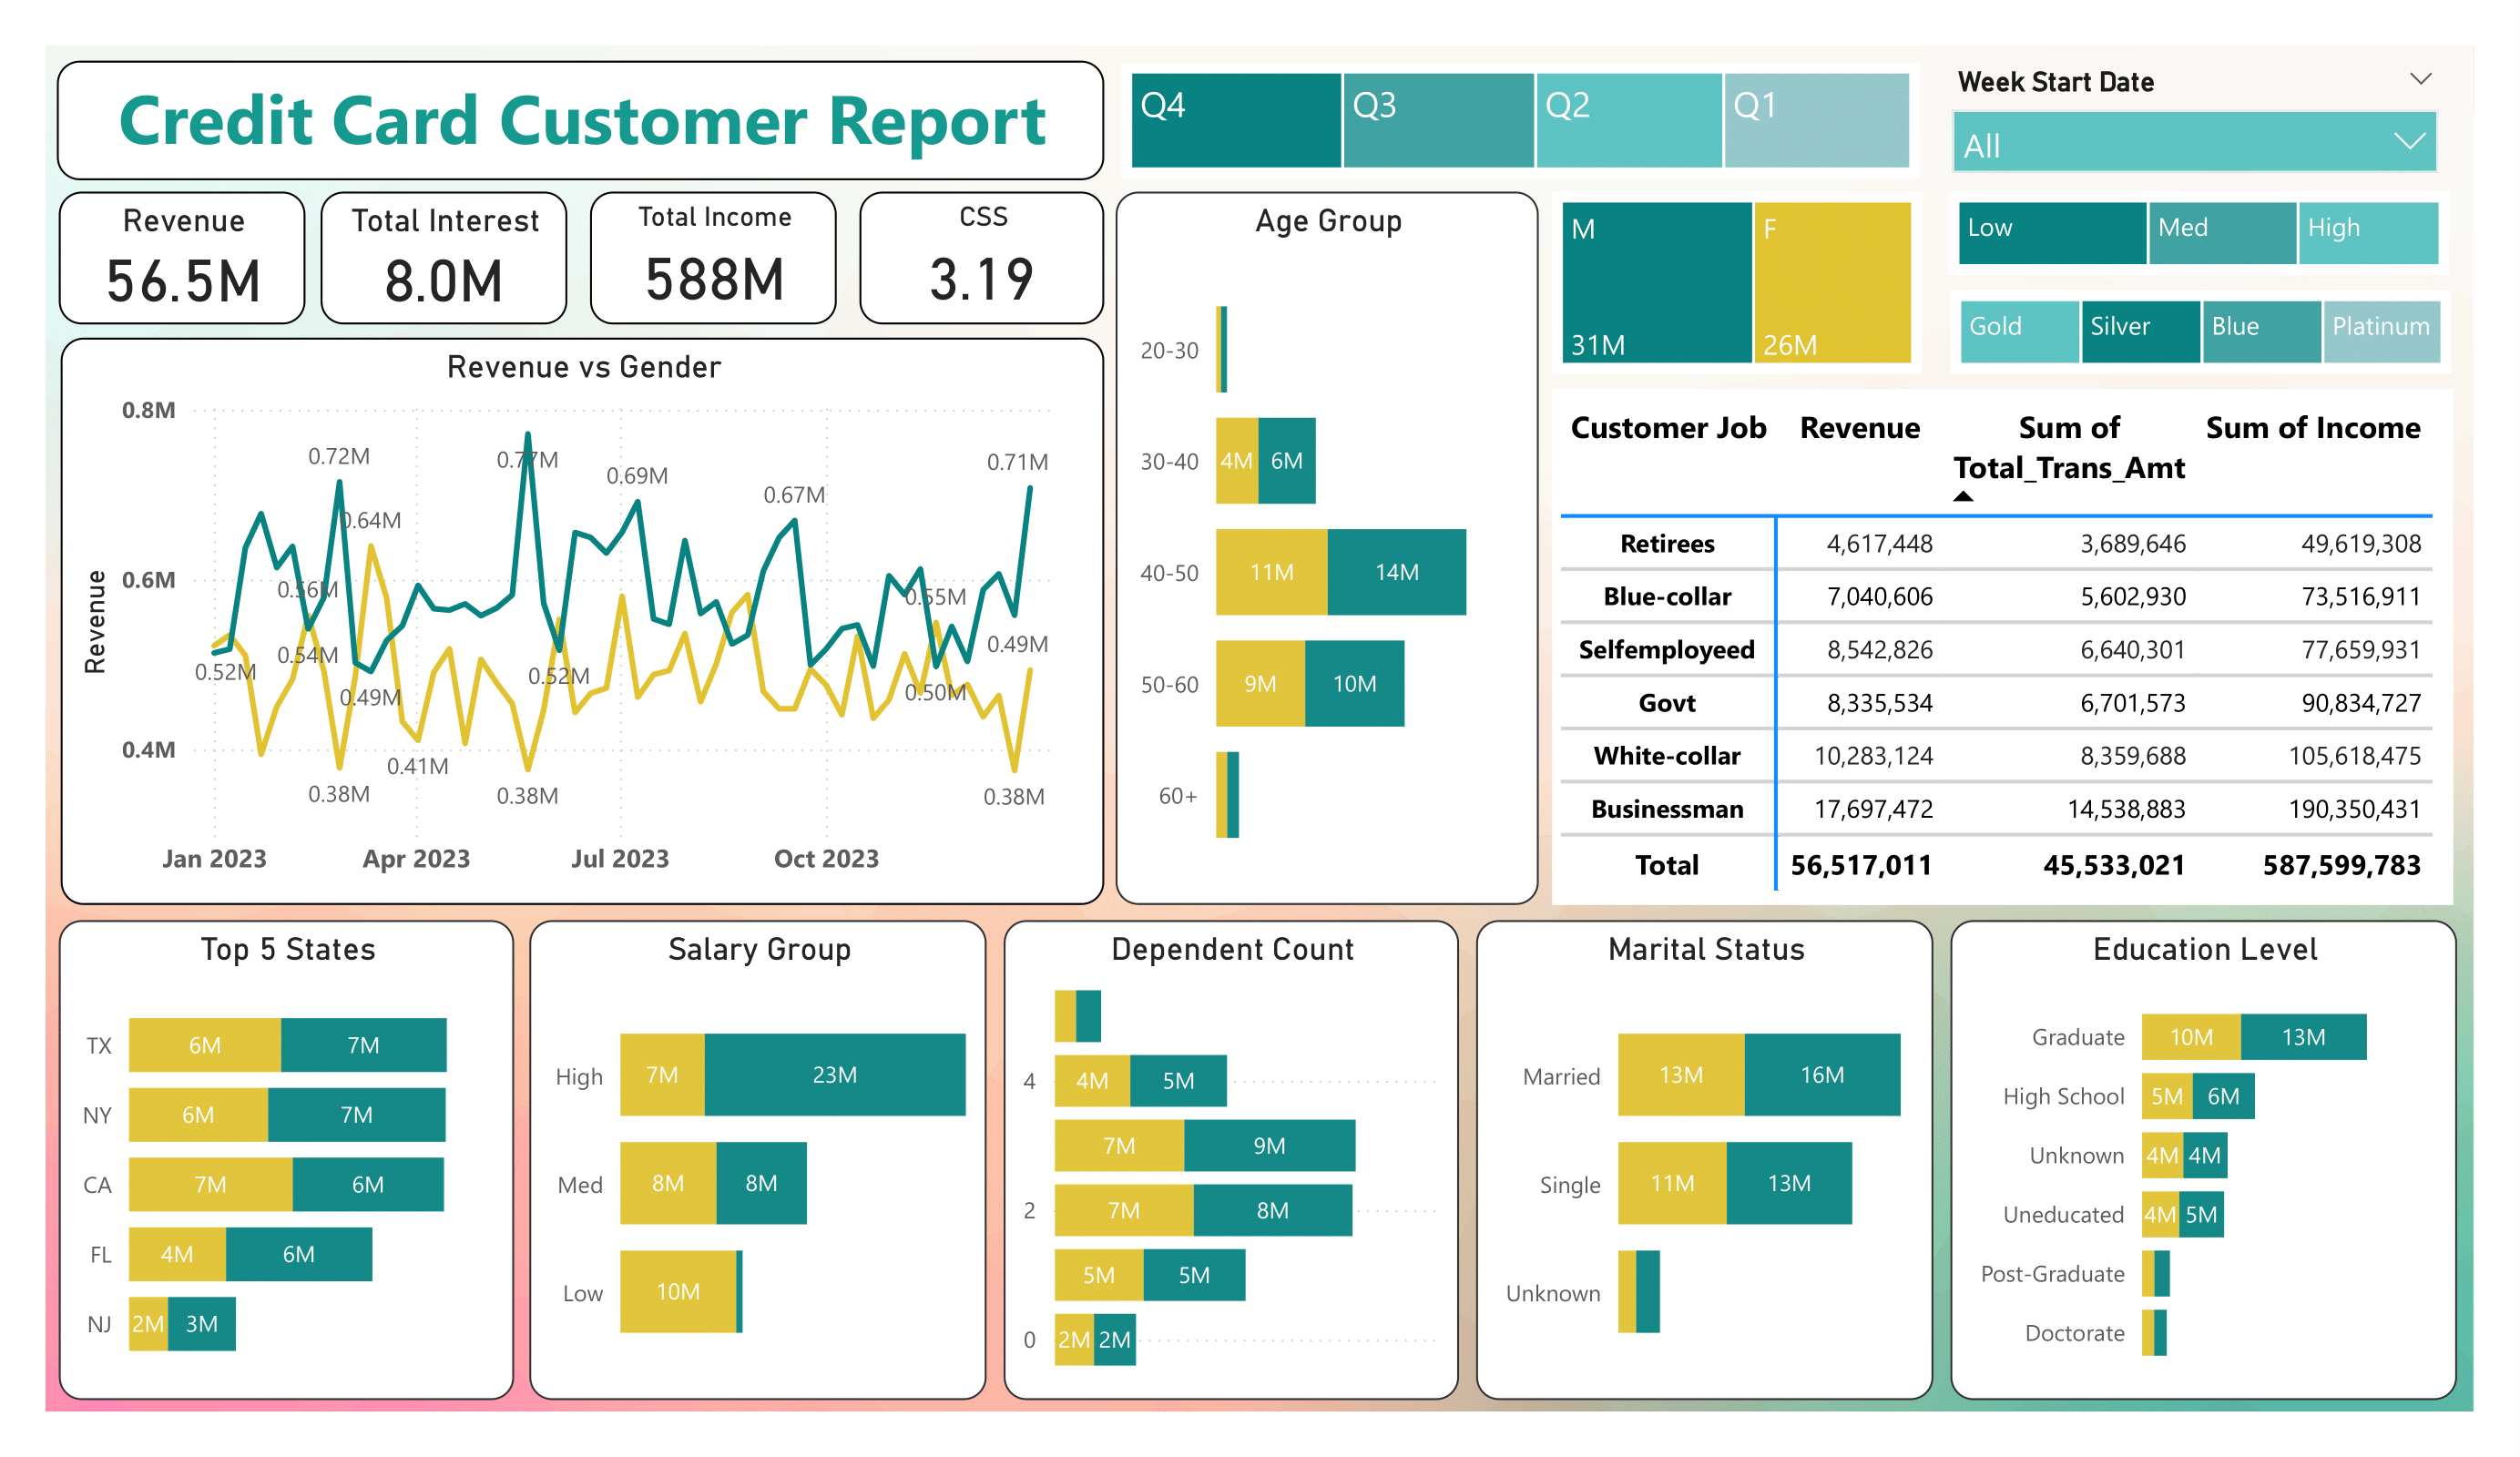 Credit Card Customer Report
Q4 Q3 Q2 Q1
Week Start Date
All
Revenue
56.5M
Total Interest
8.0M
Total Income
588M
CSS
3.19
Age Group
20-30
30-40 4M 6M
40-50 11M 14M
50-60 9M 10M
60+
M
31M
F
26M
Low Med High
Gold Silver Blue Platinum
Revenue vs Gender
Revenue
0.8M
0.6M
0.4M
0.72M
0.77M
0.69M
0.67M
0.71M
0.64M
0.56M
0.55M
0.54M
0.49M
0.52M
0.52M
0.49M
0.50M
0.41M
0.38M
0.38M
0.38M
Jan 2023 Apr 2023 Jul 2023 Oct 2023
Customer Job Revenue Sum of Sum of Income
Total_Trans_Amt
Retirees 4,617,448 3,689,646 49,619,308
Blue-collar 7,040,606 5,602,930 73,516,911
Selfemployeed 8,542,826 6,640,301 77,659,931
Govt 8,335,534 6,701,573 90,834,727
White-collar 10,283,124 8,359,688 105,618,475
Businessman 17,697,472 14,538,883 190,350,431
Total 56,517,011 45,533,021 587,599,783
Top 5 States
TX 6M 7M
NY 6M 7M
CA 7M 6M
FL 4M 6M
NJ 2M 3M
Salary Group
High 7M 23M
Med 8M 8M
Low 10M
Dependent Count
4 4M 5M
7M 9M
2 7M 8M
5M 5M
0 2M 2M
Marital Status
Married 13M 16M
Single 11M 13M
Unknown
Education Level
Graduate 10M 13M
High School 5M 6M
Unknown 4M 4M
Uneducated 4M 5M
Post-Graduate
Doctorate